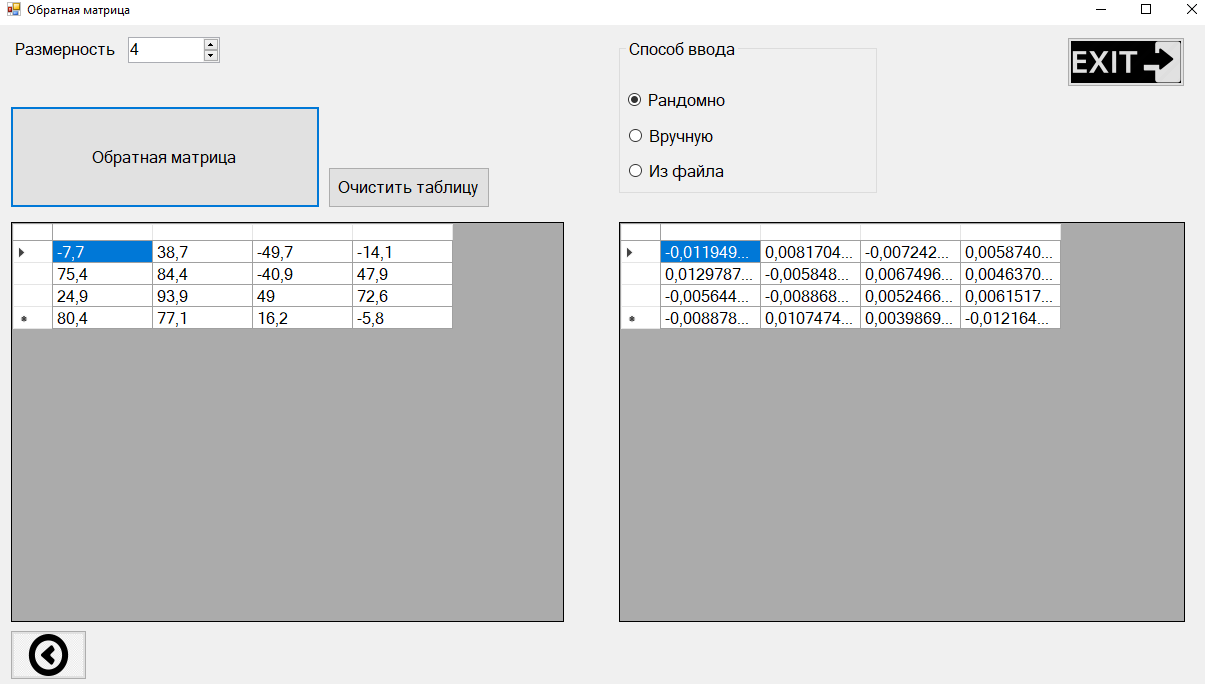 Обратная матрица
Размерность 4
Способ ввода
EXIT
Рандомно
Вручную
Из файла
Обратная матрица
Очистить таблицу
-7,7 38,7 -49,7 -14,1
75,4 84,4 -40,9 47,9
24,9 93,9 49 72,6
80,4 77,1 16,2 -5,8
-0,011949... 0,0081704... -0,007242... 0,0058740...
0,0129787... -0,005848... 0,0067496... 0,0046370...
-0,005644... -0,008868... 0,0052466... 0,0061517...
-0,008878... 0,0107474... 0,0039869... -0,012164...